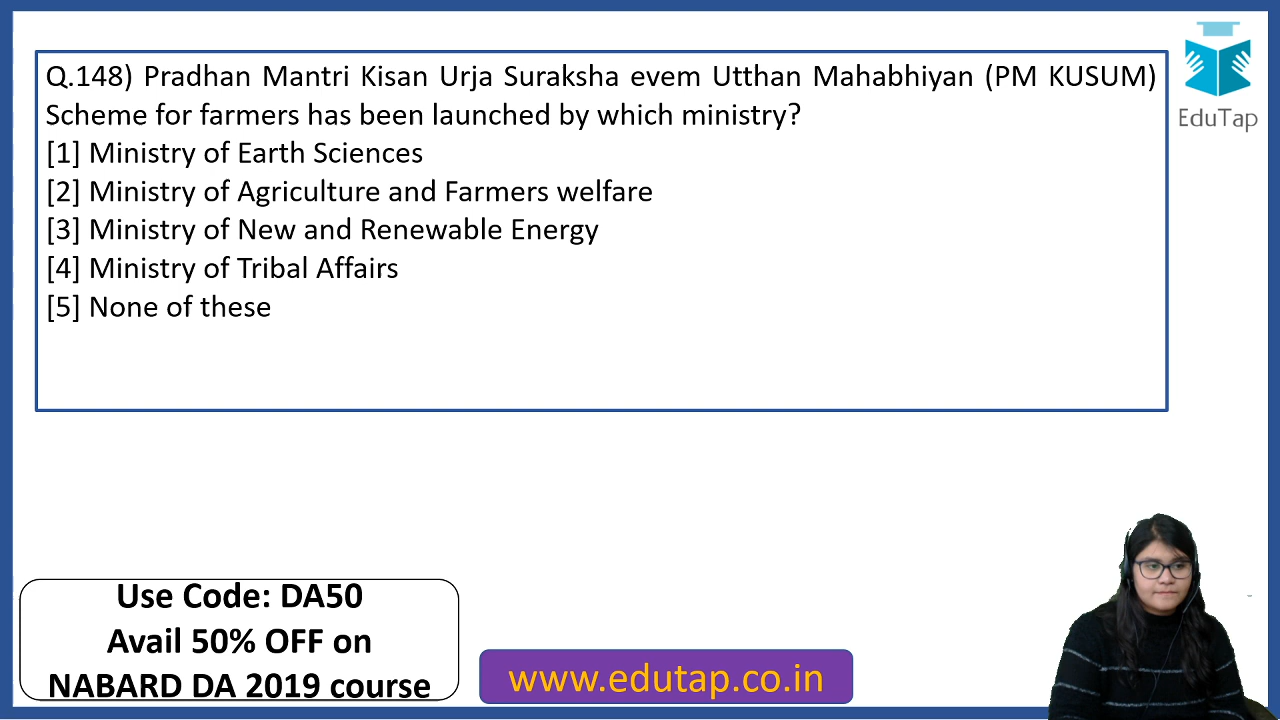 Q.148) Pradhan Mantri Kisan Urja Suraksha evem Utthan Mahabhiyan (PM KUSUM)
Scheme for farmers has been launched by which ministry?
[1] Ministry of Earth Sciences
[2] Ministry of Agriculture and Farmers welfare
[3] Ministry of New and Renewable Energy
[4] Ministry of Tribal Affairs
[5] None of these
EduTap
Use Code: DA50
Avail 50% OFF on
NABARD DA 2019 course
www.edutap.co.in